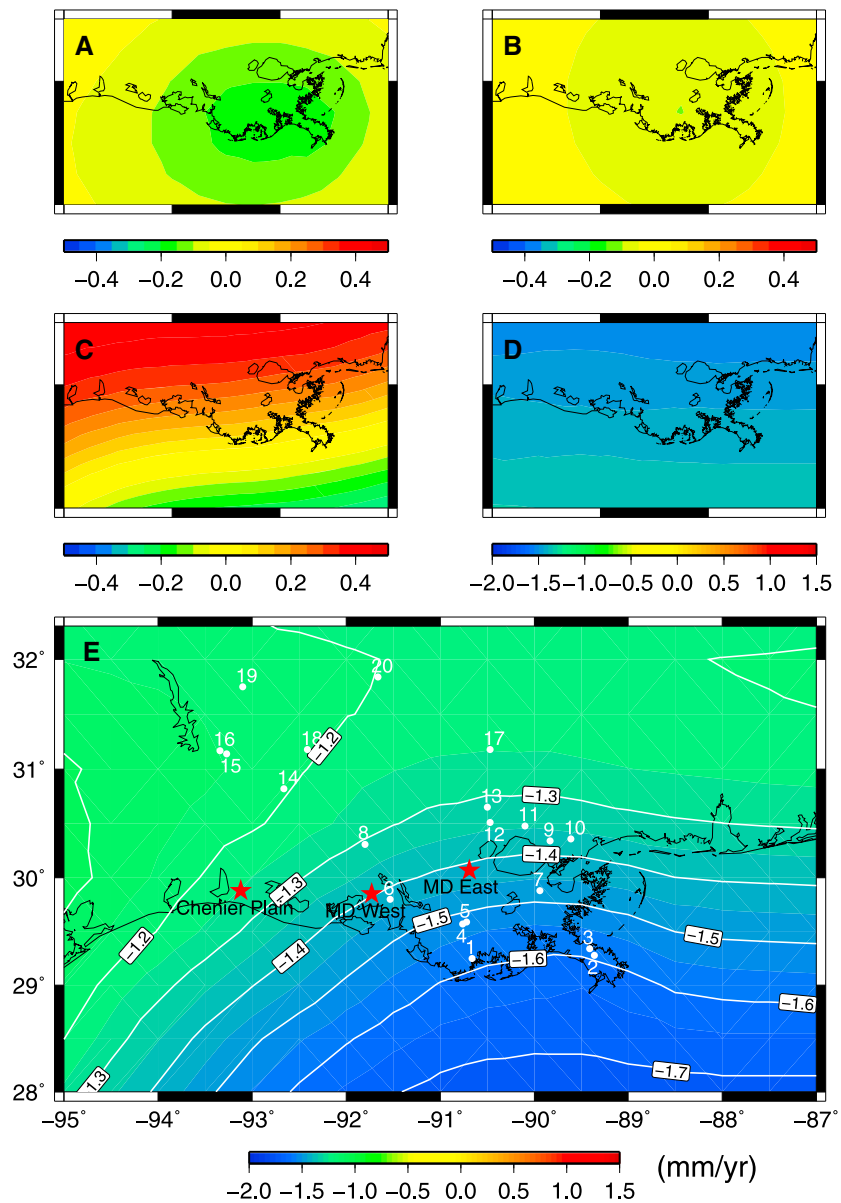 A
B
−0.4 −0.2 0.0 0.2 0.4
−0.4 −0.2 0.0 0.2 0.4
C
D
−0.4 −0.2 0.0 0.2 0.4
−2.0 −1.5 −1.0 −0.5 0.0 0.5 1.0 1.5
E
32˚
20
19
18
17
16
−1.2
15
31˚
14
13
−1.3
12
11
10
9
8
−1.4
30˚
MD East
7
Chenier Plain
−1.3
MD West
6
−1.2
−1.5
5
4
−1.5
−1.4
3
1
−1.6
2
29˚
−1.6
−1.7
1.3
28˚
−95˚ −94˚ −93˚ −92˚ −91˚ −90˚ −89˚ −88˚ −87˚
−2.0 −1.5 −1.0 −0.5 0.0 0.5 1.0 1.5
(mm/yr)